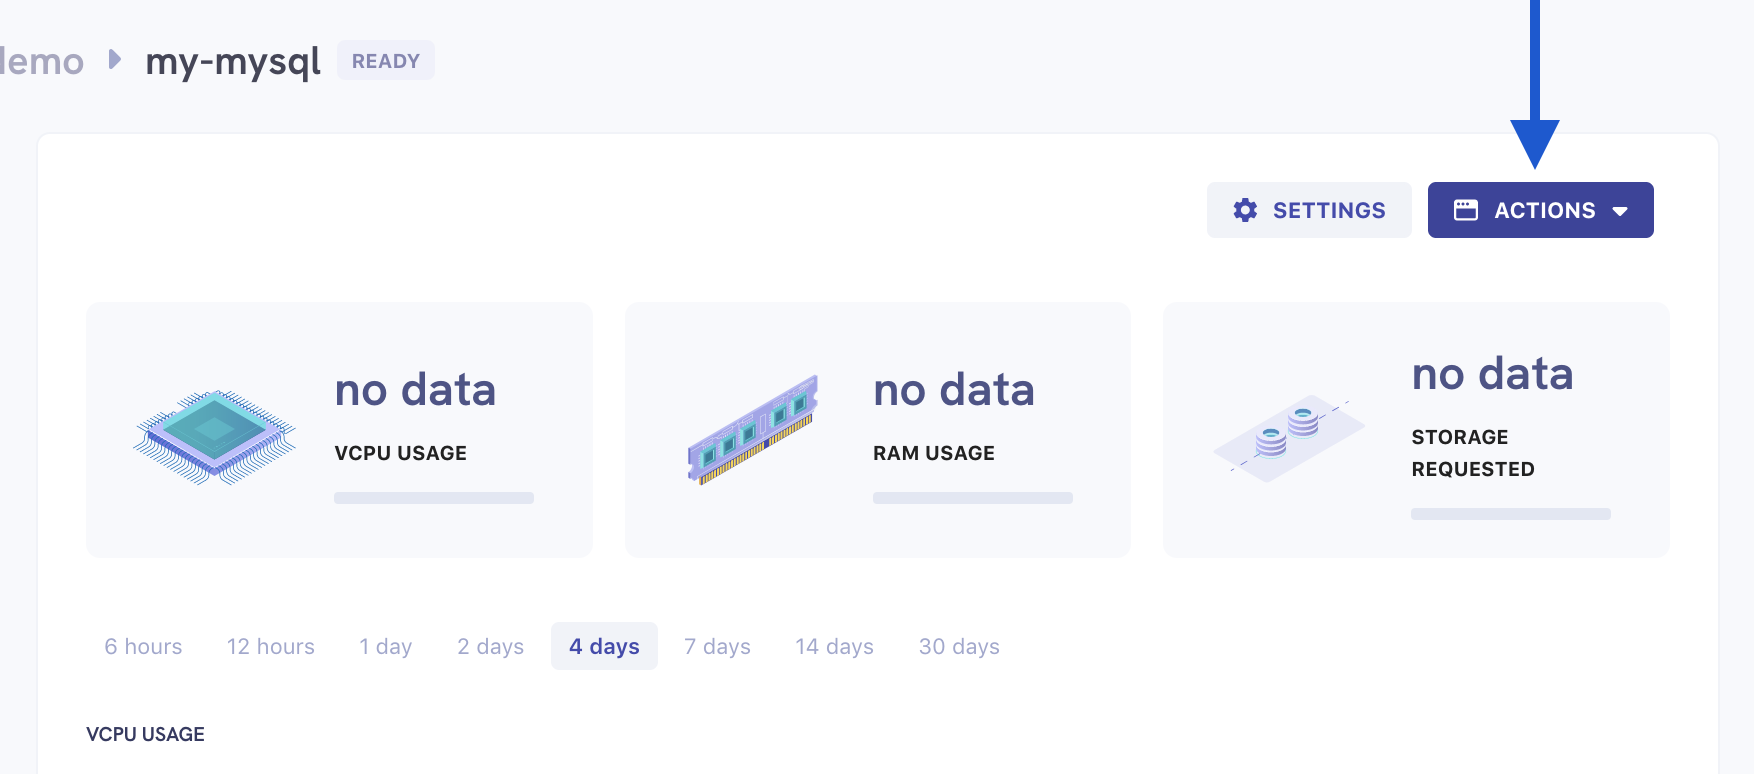 my-mysql READY
SETTINGS ACTIONS
no data no data no data
VCPU USAGE RAM USAGE STORAGE
REQUESTED
6 hours 12 hours 1 day 2 days 4 days 7 days 14 days 30 days
VCPU USAGE